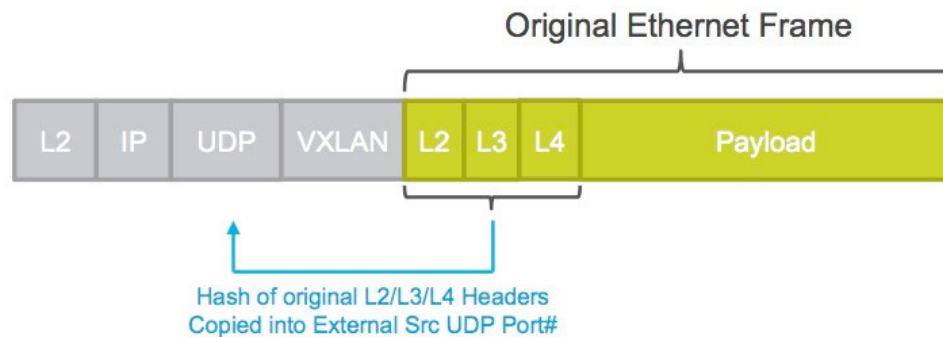 Original Ethernet Frame
L2 IP UDP VXLAN L2 L3 L4 Payload
Hash of original L2/L3/L4 Headers
Copied into External Src UDP Port#